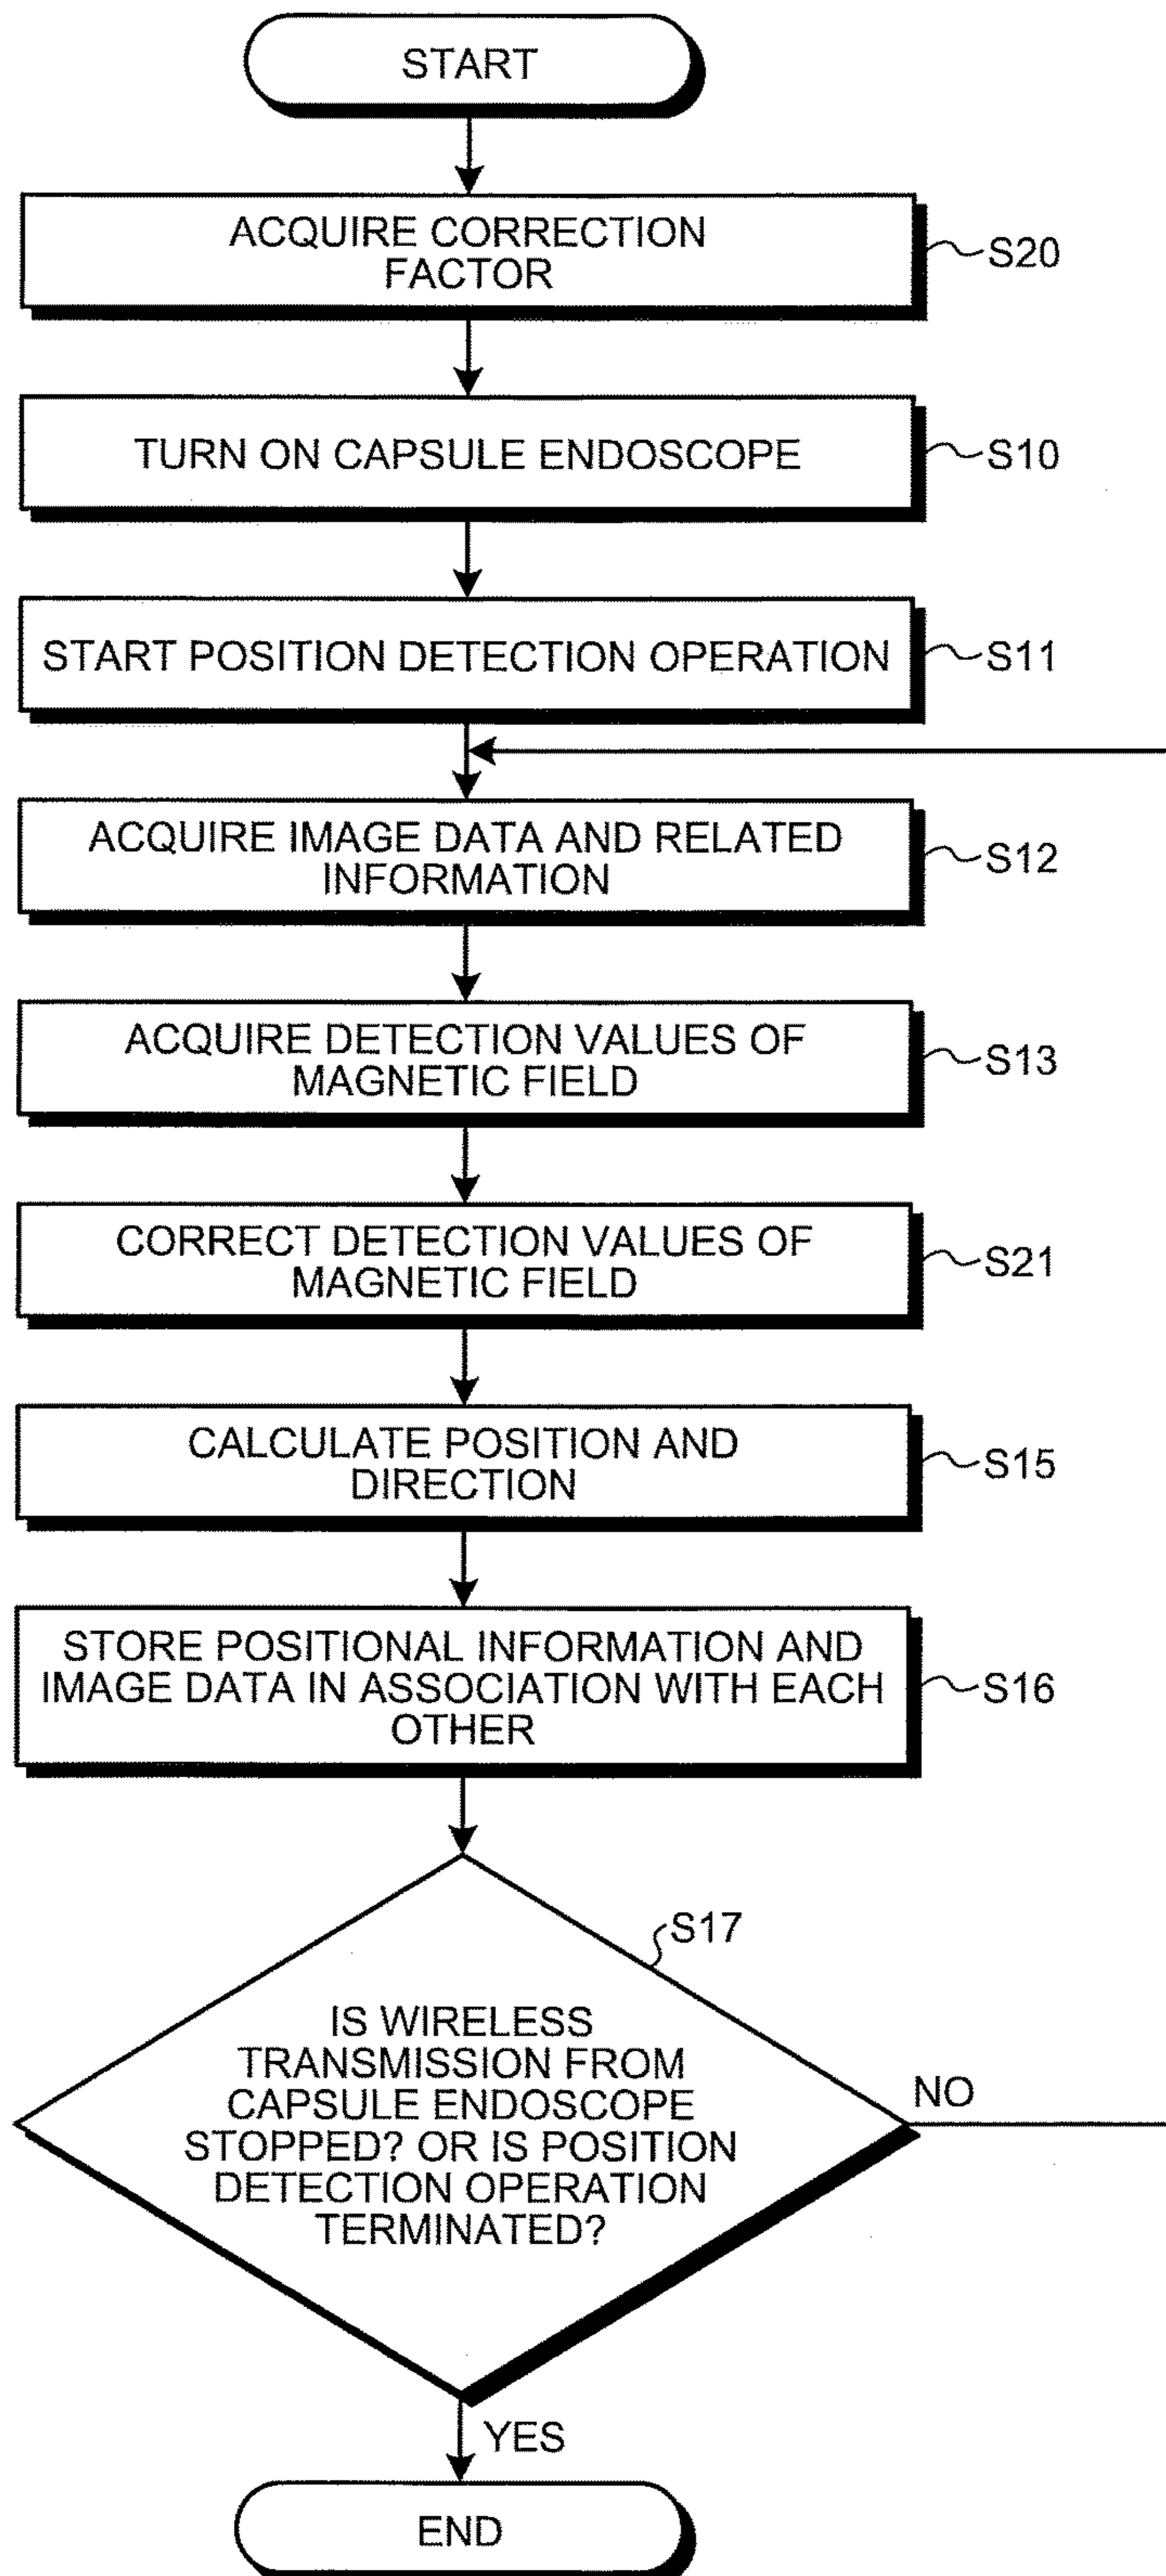 START
ACQUIRE CORRECTION
FACTOR
S20
TURN ON CAPSULE ENDOSCOPE
S10
START POSITION DETECTION OPERATION
S11
ACQUIRE IMAGE DATA AND RELATED
INFORMATION
S12
ACQUIRE DETECTION VALUES OF
MAGNETIC FIELD
S13
CORRECT DETECTION VALUES OF
MAGNETIC FIELD
S21
CALCULATE POSITION AND
DIRECTION
S15
STORE POSITIONAL INFORMATION AND
IMAGE DATA IN ASSOCIATION WITH EACH
OTHER
S16
S17
IS WIRELESS
TRANSMISSION FROM
CAPSULE ENDOSCOPE
STOPPED? OR IS POSITION
DETECTION OPERATION
TERMINATED?
NO
YES
END